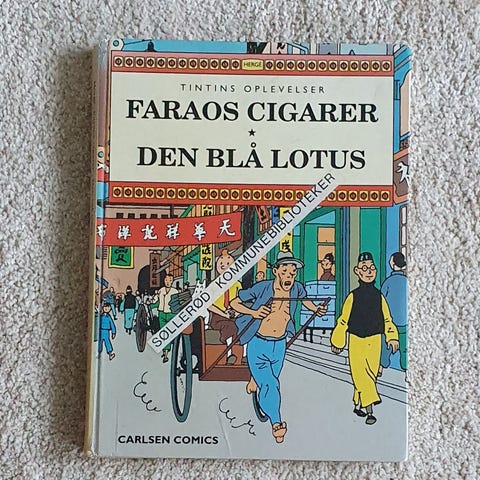 HERGÉ
TINTINS OPLEVELSER
FARAOS CIGARER
★
DEN BLÅ LOTUS
SØLLERØD KOMMUNEBIBLIOTEKER
CARLSEN COMICS